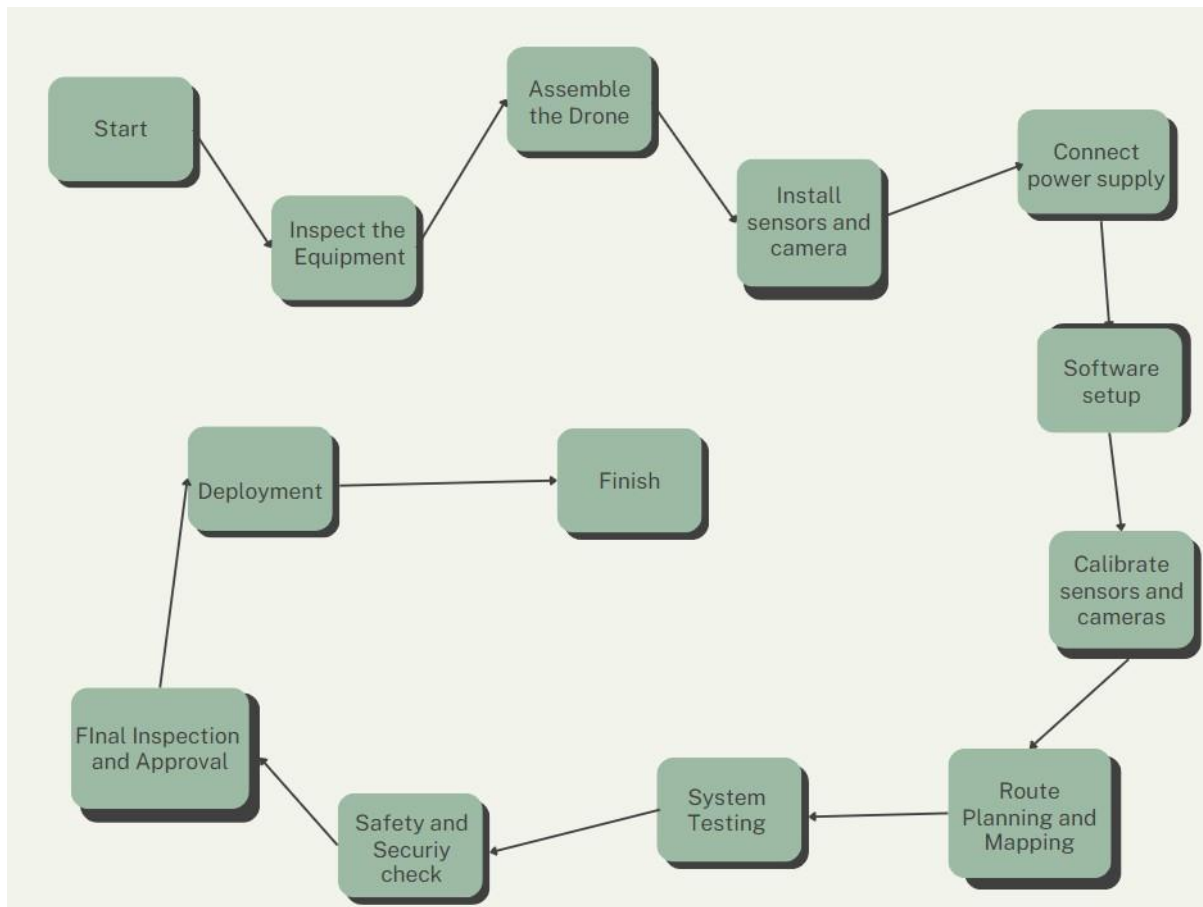 Start
Inspect the
Equipment
Assemble
the Drone
Install
sensors and
camera
Connect
power supply
Software
setup
Calibrate
sensors and
cameras
Route
Planning and
Mapping
System
Testing
Safety and
Securiy
check
FInal Inspection
and Approval
Deployment
Finish